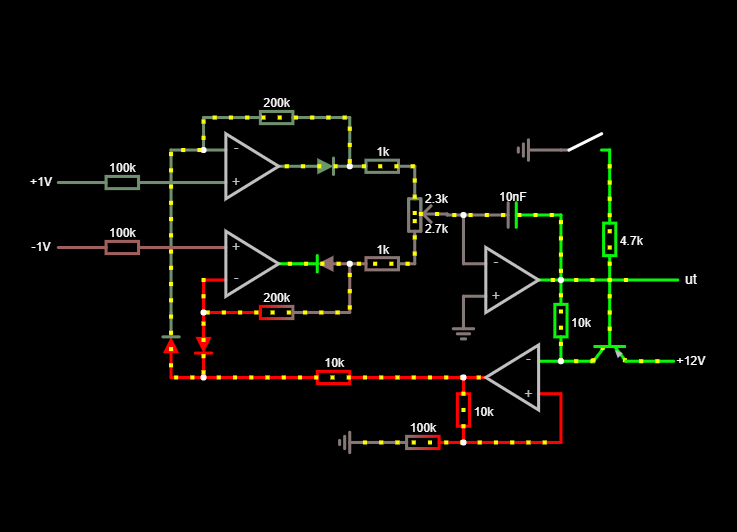 200k
1k
100k
+1V
2.3k
10nF
2.7k
100k
-1V
4.7k
1k
ut
200k
10k
+12V
10k
10k
100k
-
+
+
-
-
+
-
+